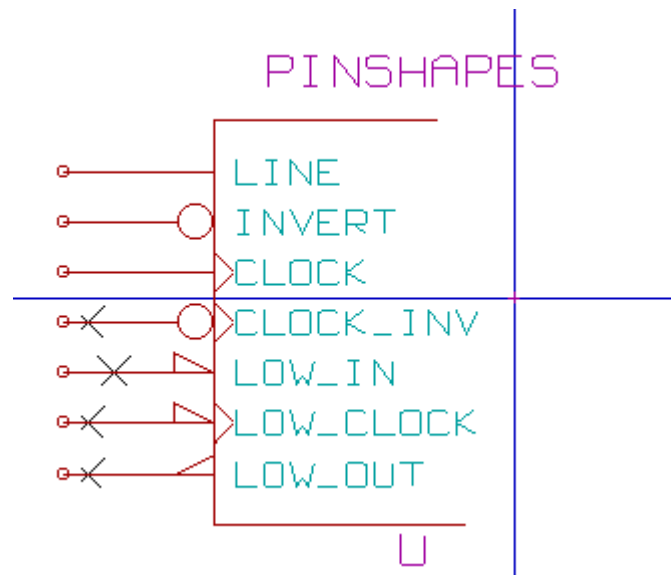 PINSHAPES
LINE
INVERT
CLOCK
CLOCK_INV
LOW_IN
LOW_CLOCK
LOW_OUT
U